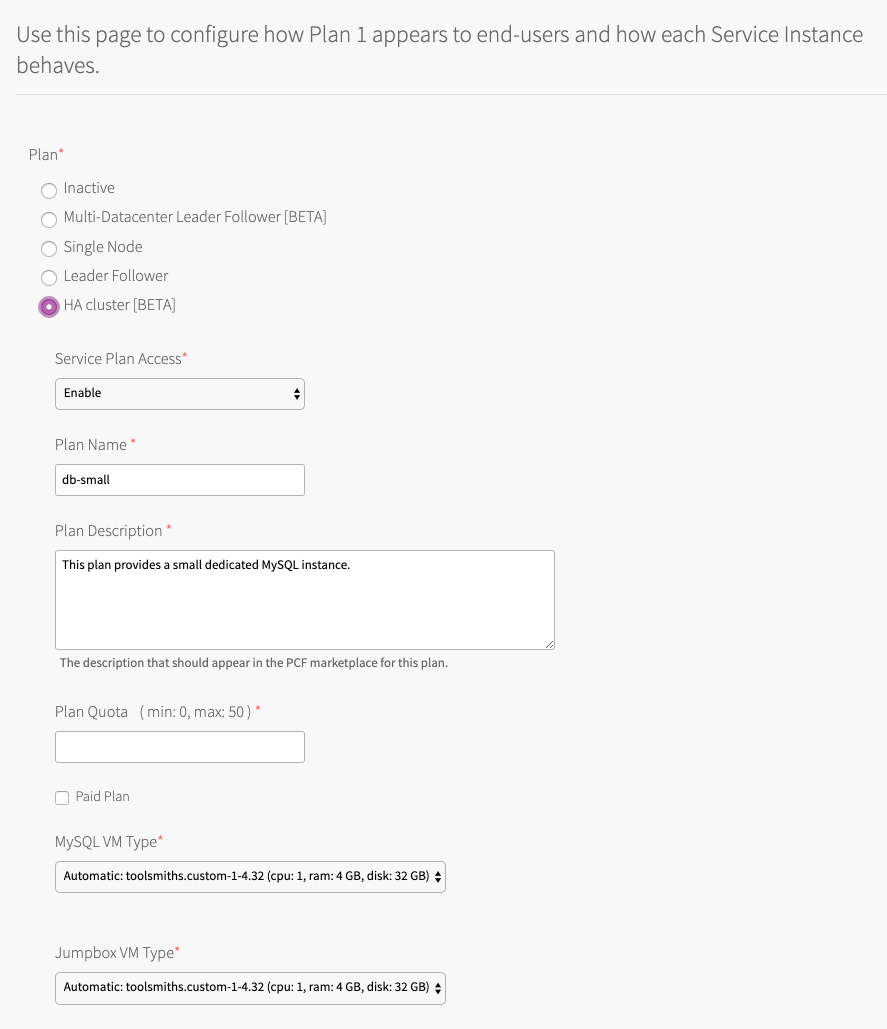 Use this page to configure how Plan 1 appears to end-users and how each Service Instance
behaves.
Plan*
Inactive
Multi-Datacenter Leader Follower [BETA]
Single Node
Leader Follower
HA cluster [BETA]
Service Plan Access*
Enable
Plan Name *
db-small
Plan Description *
This plan provides a small dedicated MySQL instance.
The description that should appear in the PCF marketplace for this plan.
Plan Quota ( min: 0, max: 50 ) *
Paid Plan
MySQL VM Type*
Automatic: toolsmiths.custom-1-4.32 (cpu: 1, ram: 4 GB, disk: 32 GB)
Jumpbox VM Type*
Automatic: toolsmiths.custom-1-4.32 (cpu: 1, ram: 4 GB, disk: 32 GB)